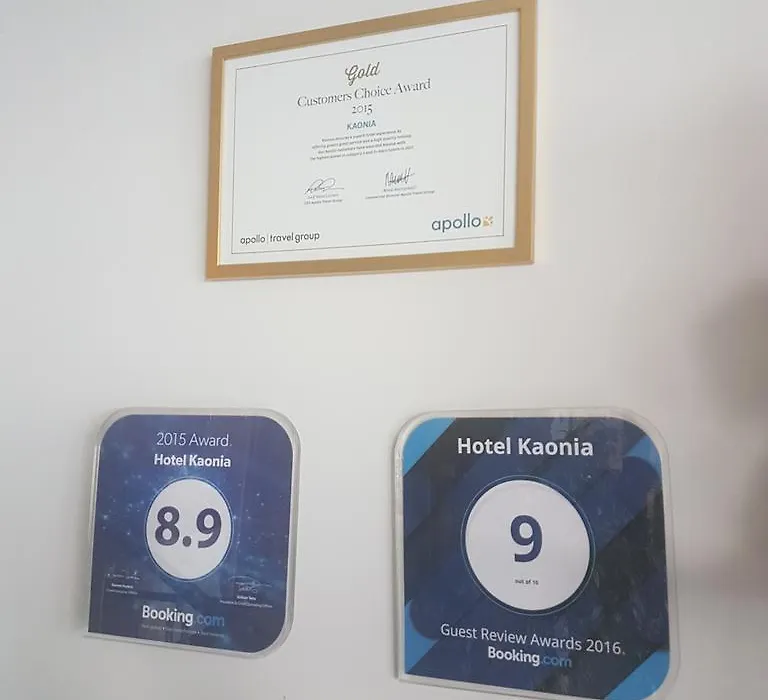 Gold
Customers Choice Award
2015
KAONIA
apollo travel group
apollo
2015 Award.
Hotel Kaonia
8.9
Booking.com
Hotel Kaonia
9
out of 10
Guest Review Awards 2016.
Booking.com